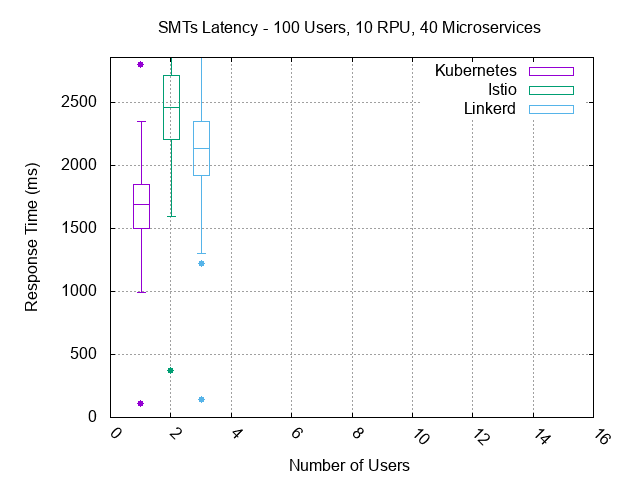 SMTs Latency - 100 Users, 10 RPU, 40 Microservices
Kubernetes
Istio
Linkerd
Response Time (ms)
2500
2000
1500
1000
500
0
0 2 4 6 8 10 12 14 16
Number of Users